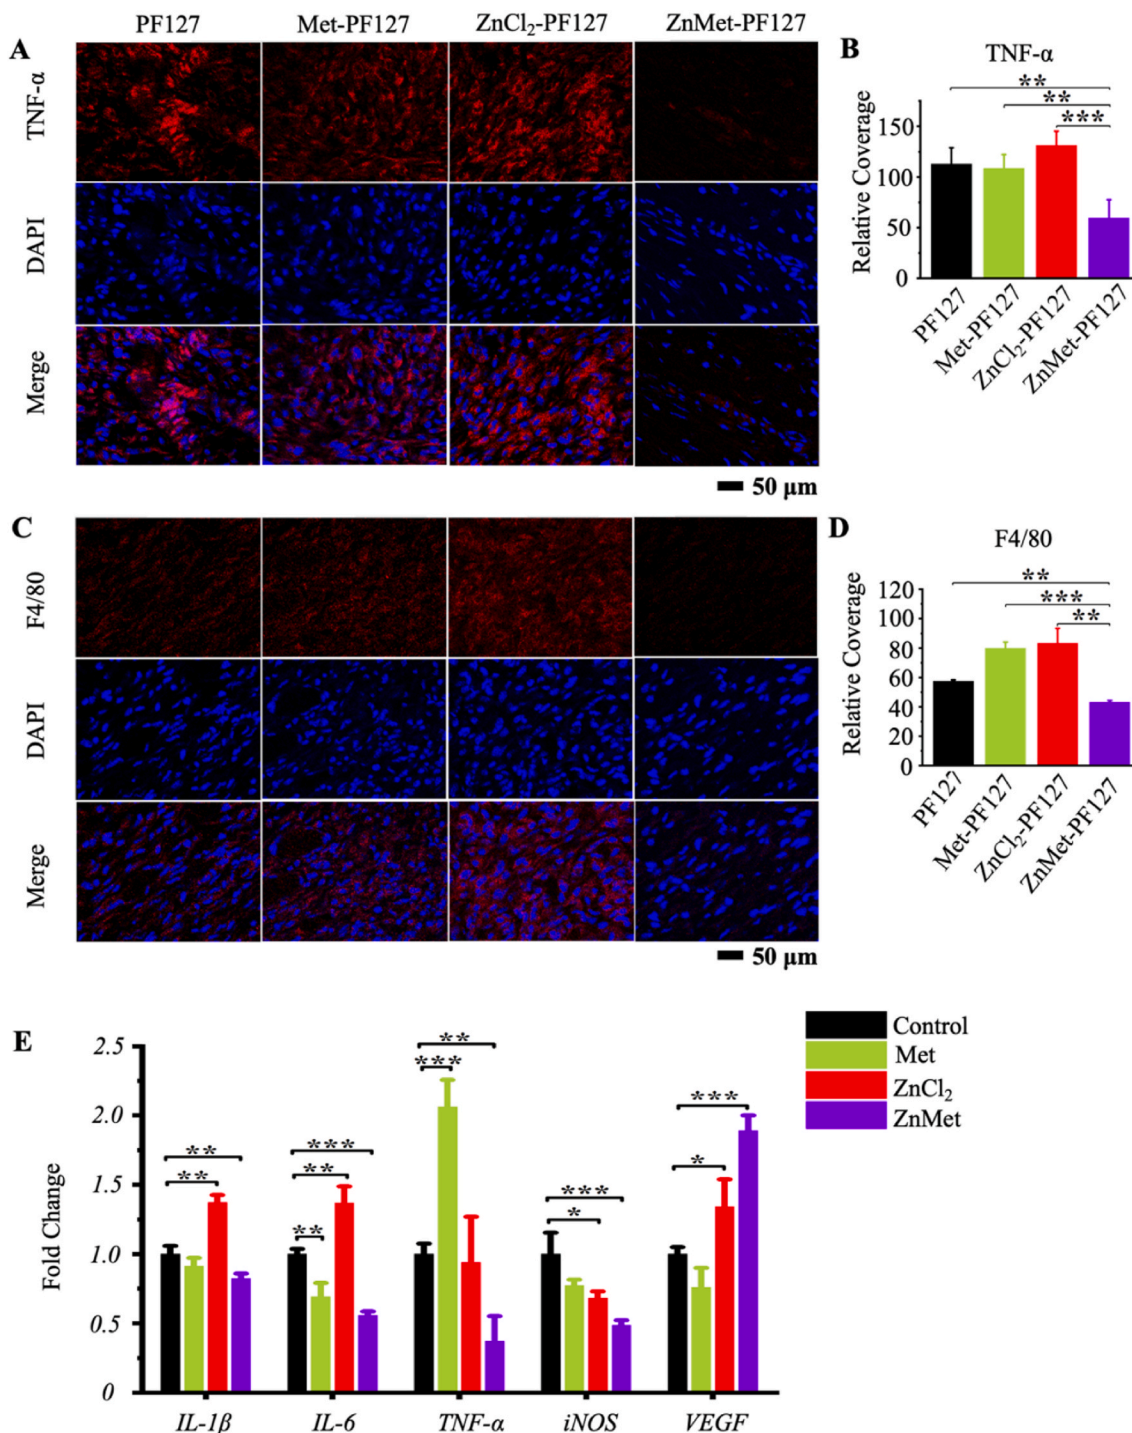 PF127 Met-PF127 ZnCl₂-PF127 ZnMet-PF127
A
TNF-α
DAPI
Merge
50 μm
B
TNF-α
**
**
***
Relative Coverage
150
100
50
0
PF127
Met-PF127
ZnCl₂-PF127
ZnMet-PF127
C
F4/80
DAPI
Merge
50 μm
D
F4/80
**
***
**
Relative Coverage
120
100
80
60
40
20
0
PF127
Met-PF127
ZnCl₂-PF127
ZnMet-PF127
E
Control
Met
ZnCl₂
ZnMet
Fold Change
2.5
2.0
1.5
1.0
0.5
0
**
**
***
**
**
**
***
***
*
***
*
IL-1β IL-6 TNF-α iNOS VEGF